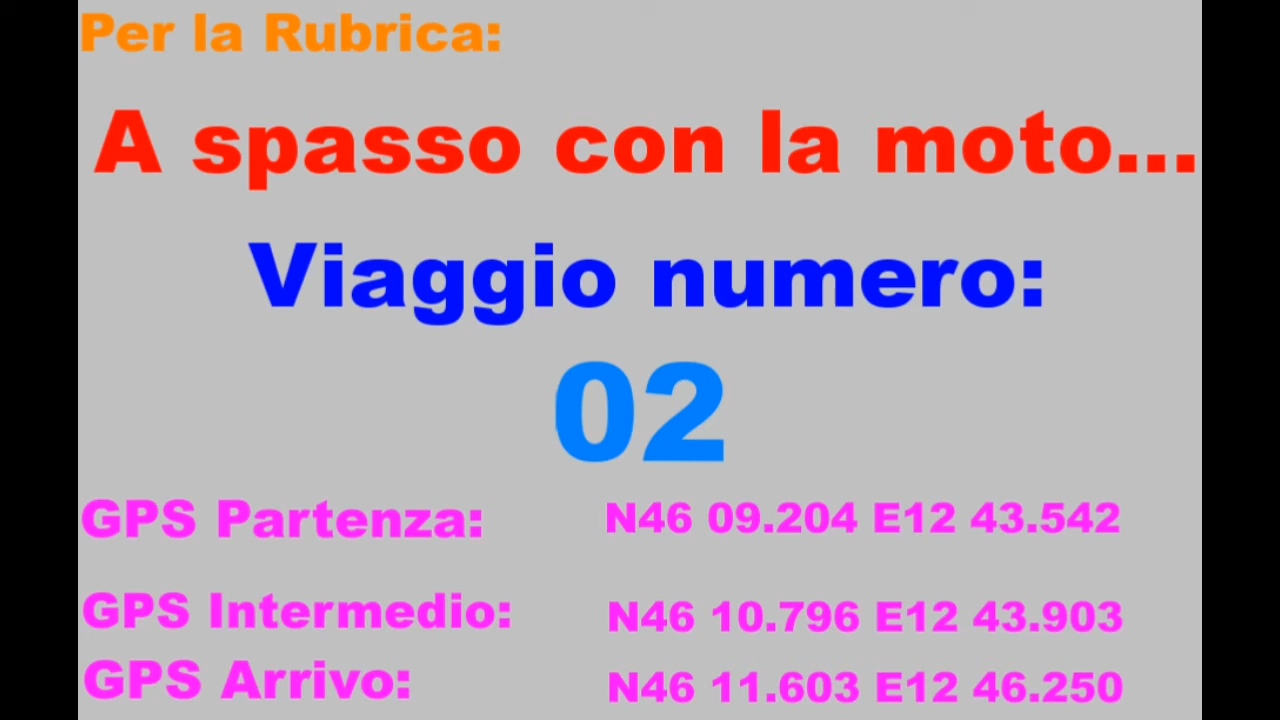 Per la Rubrica:
A spasso con la moto...
Viaggio numero:
02
GPS Partenza: N46 09.204 E12 43.542
GPS Intermedio: N46 10.796 E12 43.903
GPS Arrivo: N46 11.603 E12 46.250